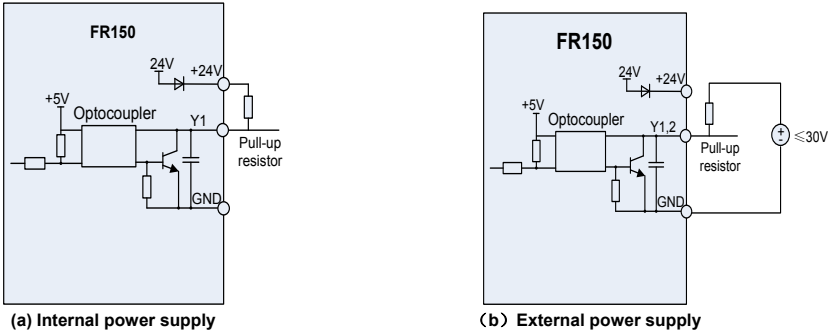 FR150
24V
+24V
+5V
Optocoupler
Y1
Pull-up
resistor
GND
(a) Internal power supply
FR150
24V
+24V
+5V
Optocoupler
Y1,2
Pull-up
resistor
+
-
≤30V
GND
（b）External power supply